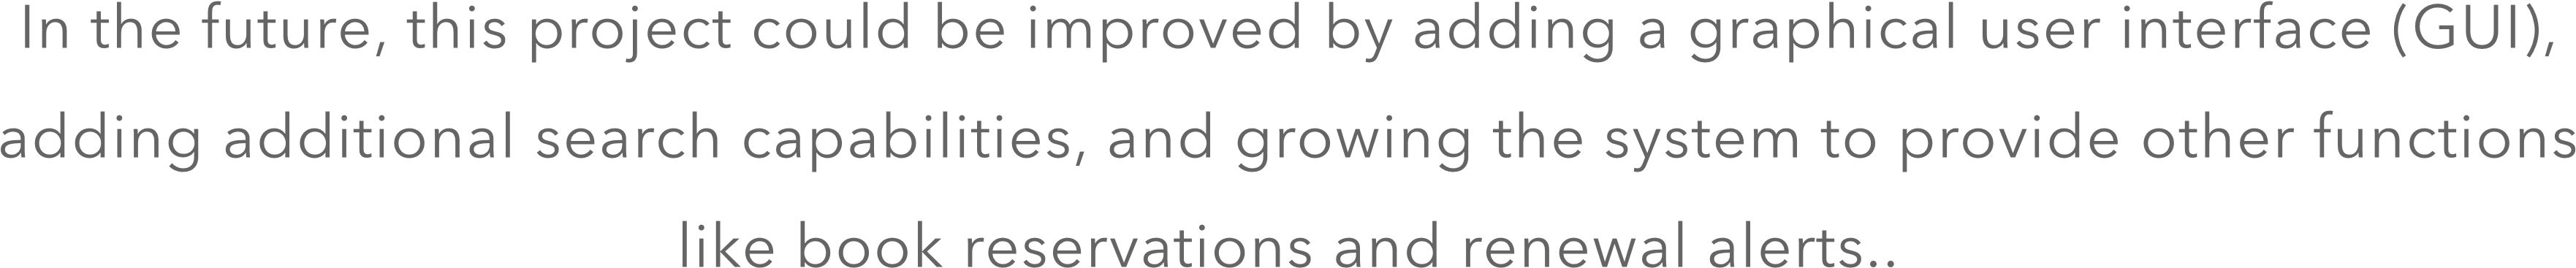 In the future, this project could be improved by adding a graphical user interface (GUI),
adding additional search capabilities, and growing the system to provide other functions
like book reservations and renewal alerts..